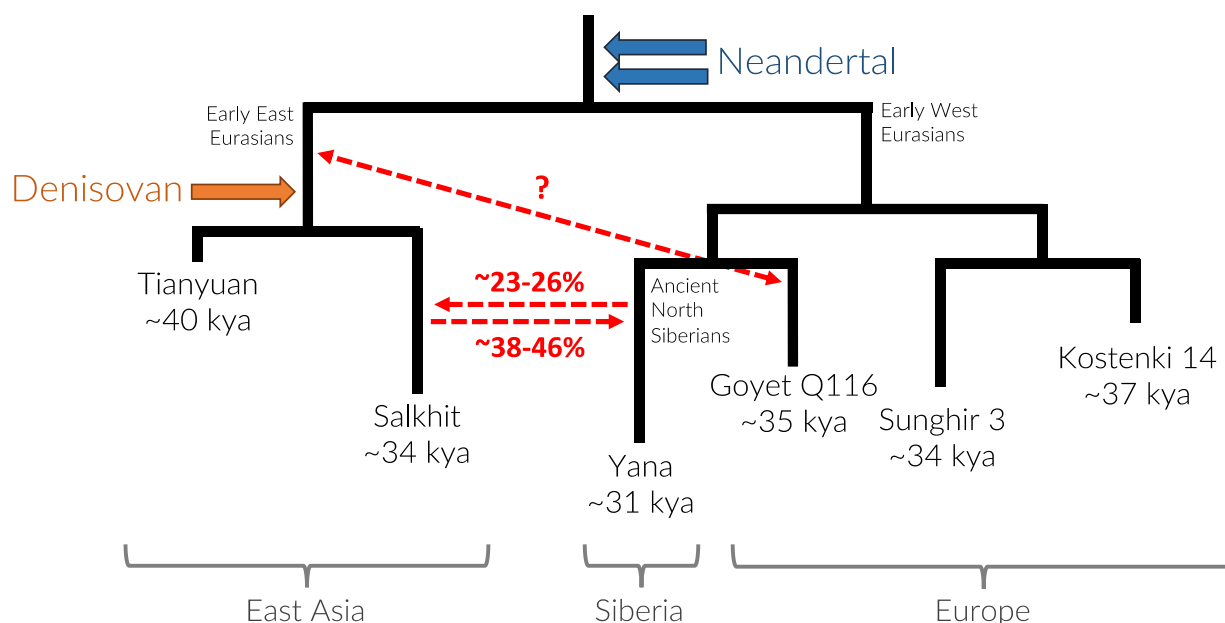 Neandertal
Early East
Eurasians
Early West
Eurasians
Denisovan
?
Tianyuan
~40 kya
~23-26%
~38-46%
Ancient
North
Siberians
Salkhit
~34 kya
Yana
~31 kya
Goyet Q116
~35 kya
Sunghir 3
~34 kya
Kostenki 14
~37 kya
East Asia
Siberia
Europe